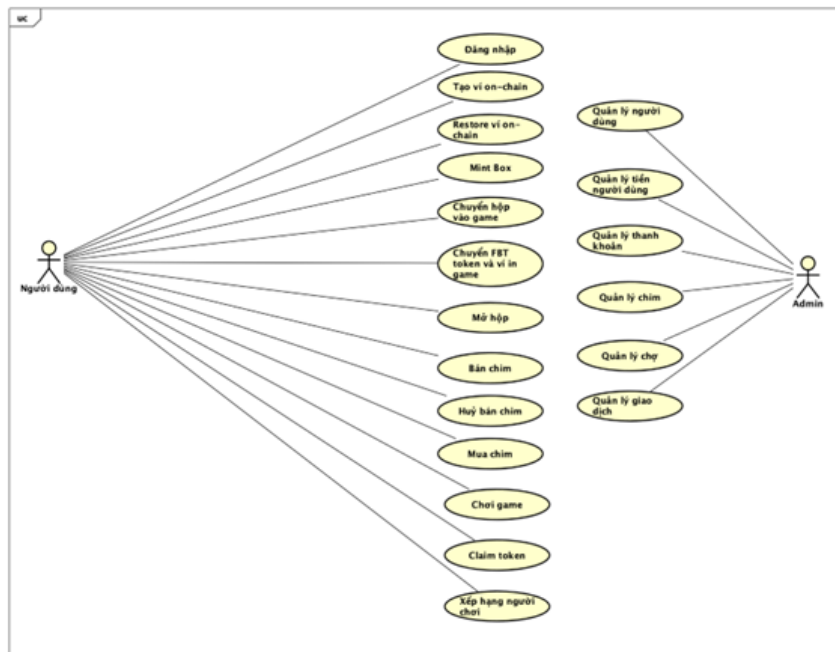 uc
Đăng nhập
Tạo ví on-chain
Restore ví on-
chain
Mint Box
Chuyển hộp
vào game
Chuyển FBT
token và ví in
game
Mở hộp
Bán chim
Huỷ bán chim
Mua chim
Chơi game
Claim token
Xếp hạng người
chơi
Người dùng
Quản lý người
dùng
Quản lý tiền
người dùng
Quản lý thanh
khoản
Quản lý chim
Quản lý chợ
Quản lý giao
dịch
Admin